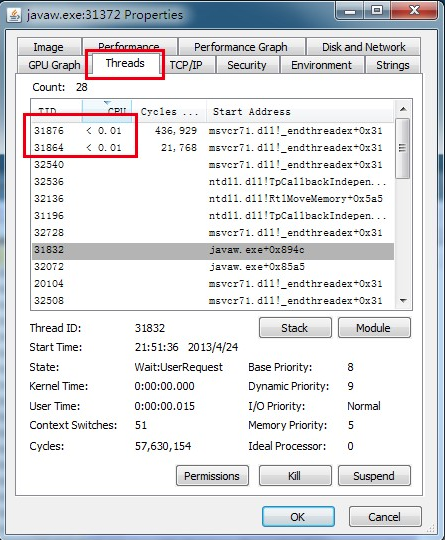 javaw.exe:31372 Properties
Image Performance Performance Graph Disk and Network
GPU Graph Threads TCP/IP Security Environment Strings
Count: 28
TID CPU Cycles ... Start Address
31876 < 0.01 436,929 msvcr71.dll!_endthreadex+0x31
31864 < 0.01 21,768 msvcr71.dll!_endthreadex+0x31
32540 msvcr71.dll!_endthreadex+0x31
32536 ntdll.dll!TpCallbackIndepen...
32136 ntdll.dll!RtlMoveMemory+0x5a5
31196 ntdll.dll!TpCallbackIndepen...
32728 msvcr71.dll!_endthreadex+0x31
31832 javaw.exe+0x894c
32072 javaw.exe+0x85a5
20104 msvcr71.dll!_endthreadex+0x31
32508 msvcr71.dll!_endthreadex+0x31
Thread ID: 31832 Stack Module
Start Time: 21:51:36 2013/4/24
State: Wait:UserRequest Base Priority: 8
Kernel Time: 0:00:00.000 Dynamic Priority: 9
User Time: 0:00:00.015 I/O Priority: Normal
Context Switches: 51 Memory Priority: 5
Cycles: 57,630,154 Ideal Processor: 0
Permissions Kill Suspend
OK Cancel